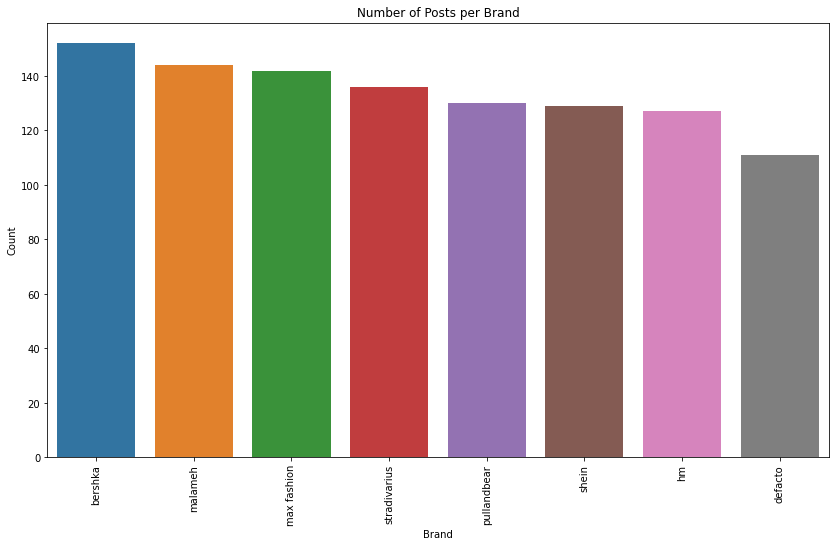 Number of Posts per Brand
Count
140
120
100
80
60
40
20
0
bershka
malameh
max fashion
stradivarius
pullandbear
shein
hm
defacto
Brand